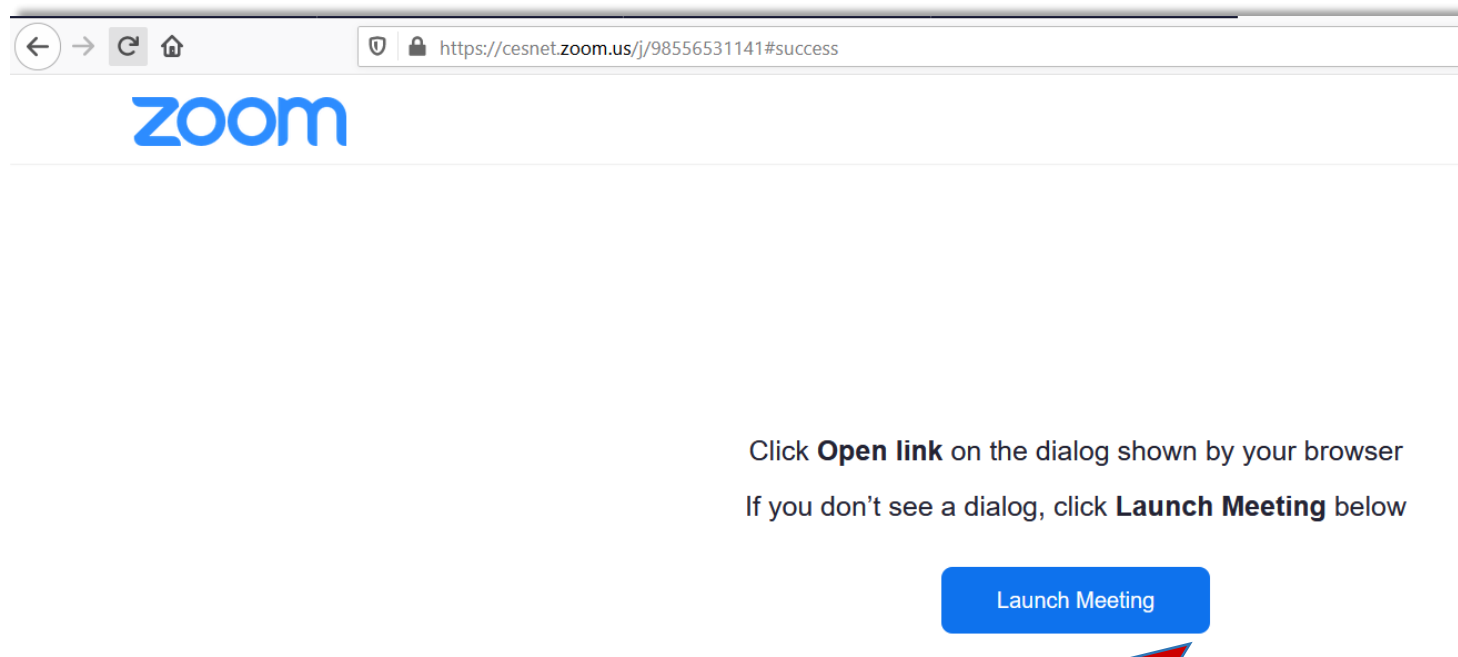 https://cesnet.zoom.us/j/98556531141#success
zoom
Click Open link on the dialog shown by your browser
If you don’t see a dialog, click Launch Meeting below
Launch Meeting